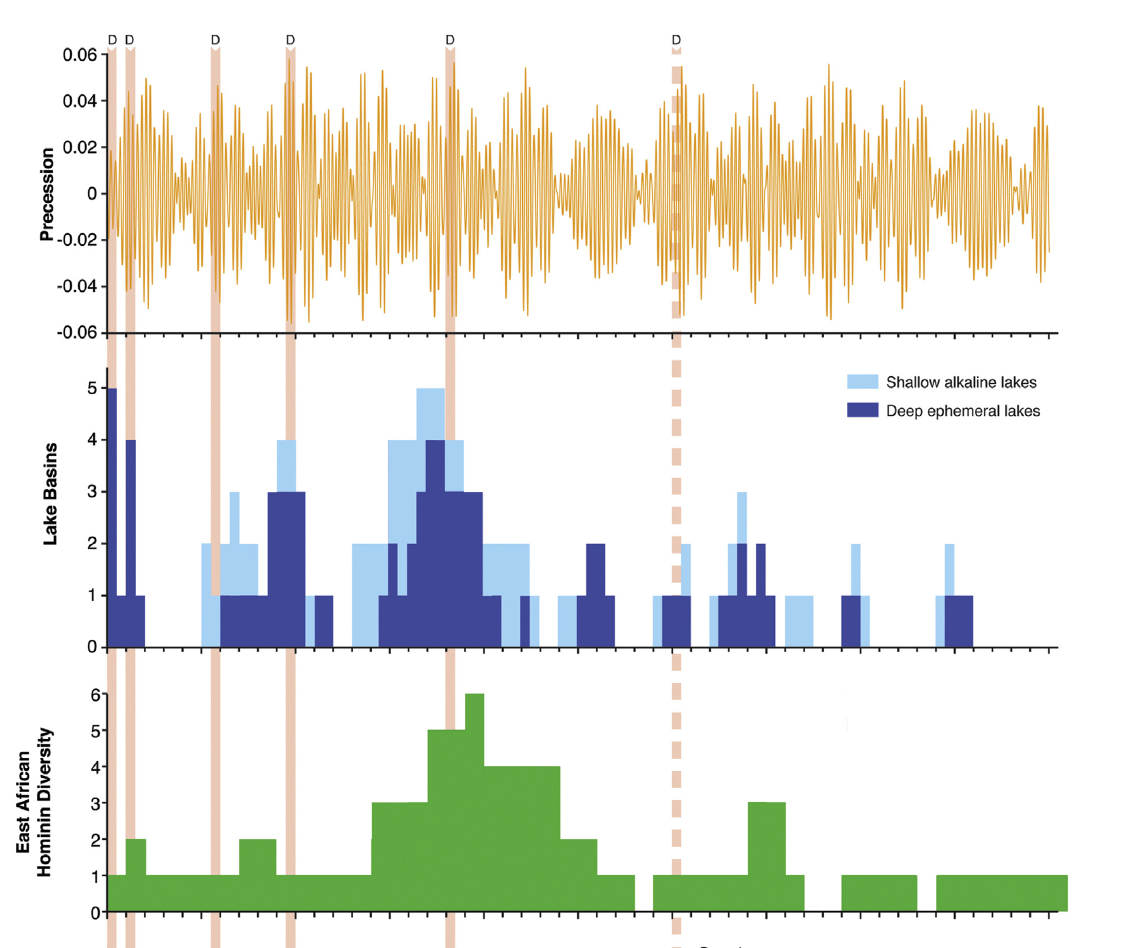 D D D D D D
0.06
0.04
0.02
0
-0.02
-0.04
-0.06
Precession
Shallow alkaline lakes
Deep ephemeral lakes
5
4
3
2
1
0
Lake Basins
6
5
4
3
2
1
0
East African
Hominin Diversity